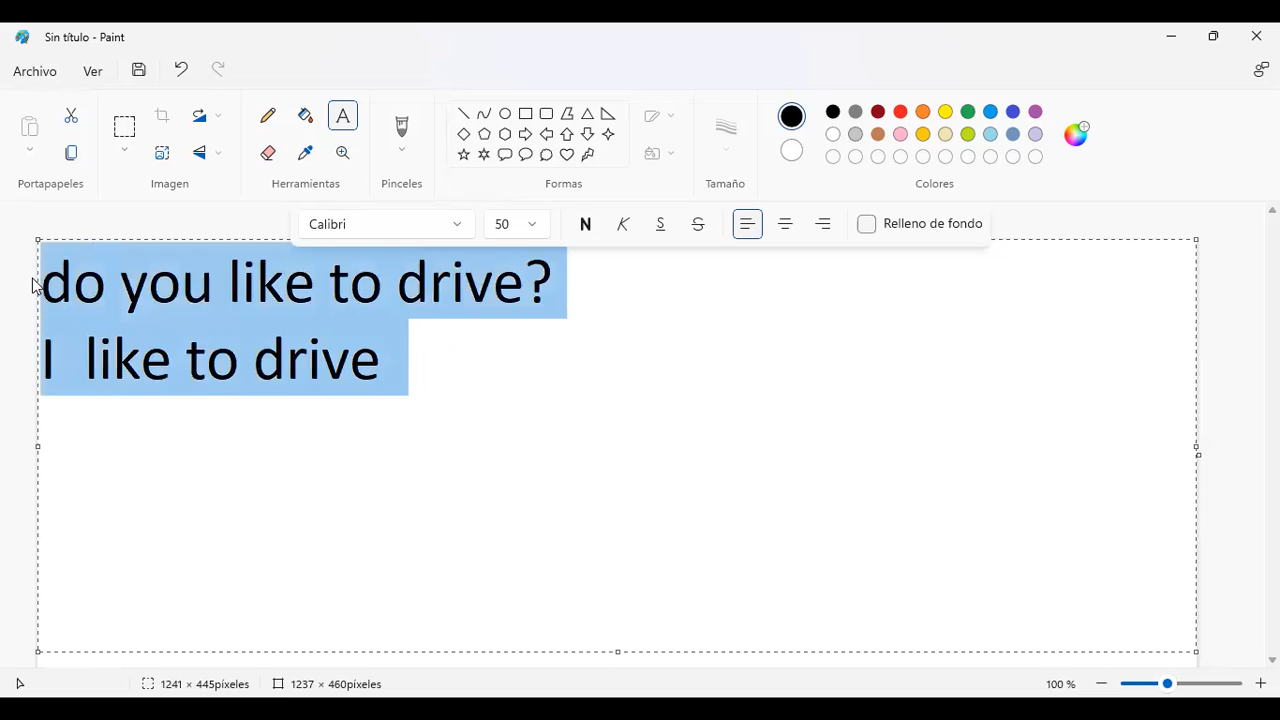 Sin título - Paint
Archivo Ver
A
Portapapeles Imagen Herramientas Pinceles Formas Tamaño Colores
Calibri 50 N K S S Relleno de fondo
do you like to drive?
I  like to drive
1241 × 445píxeles 1237 × 460píxeles 100 %